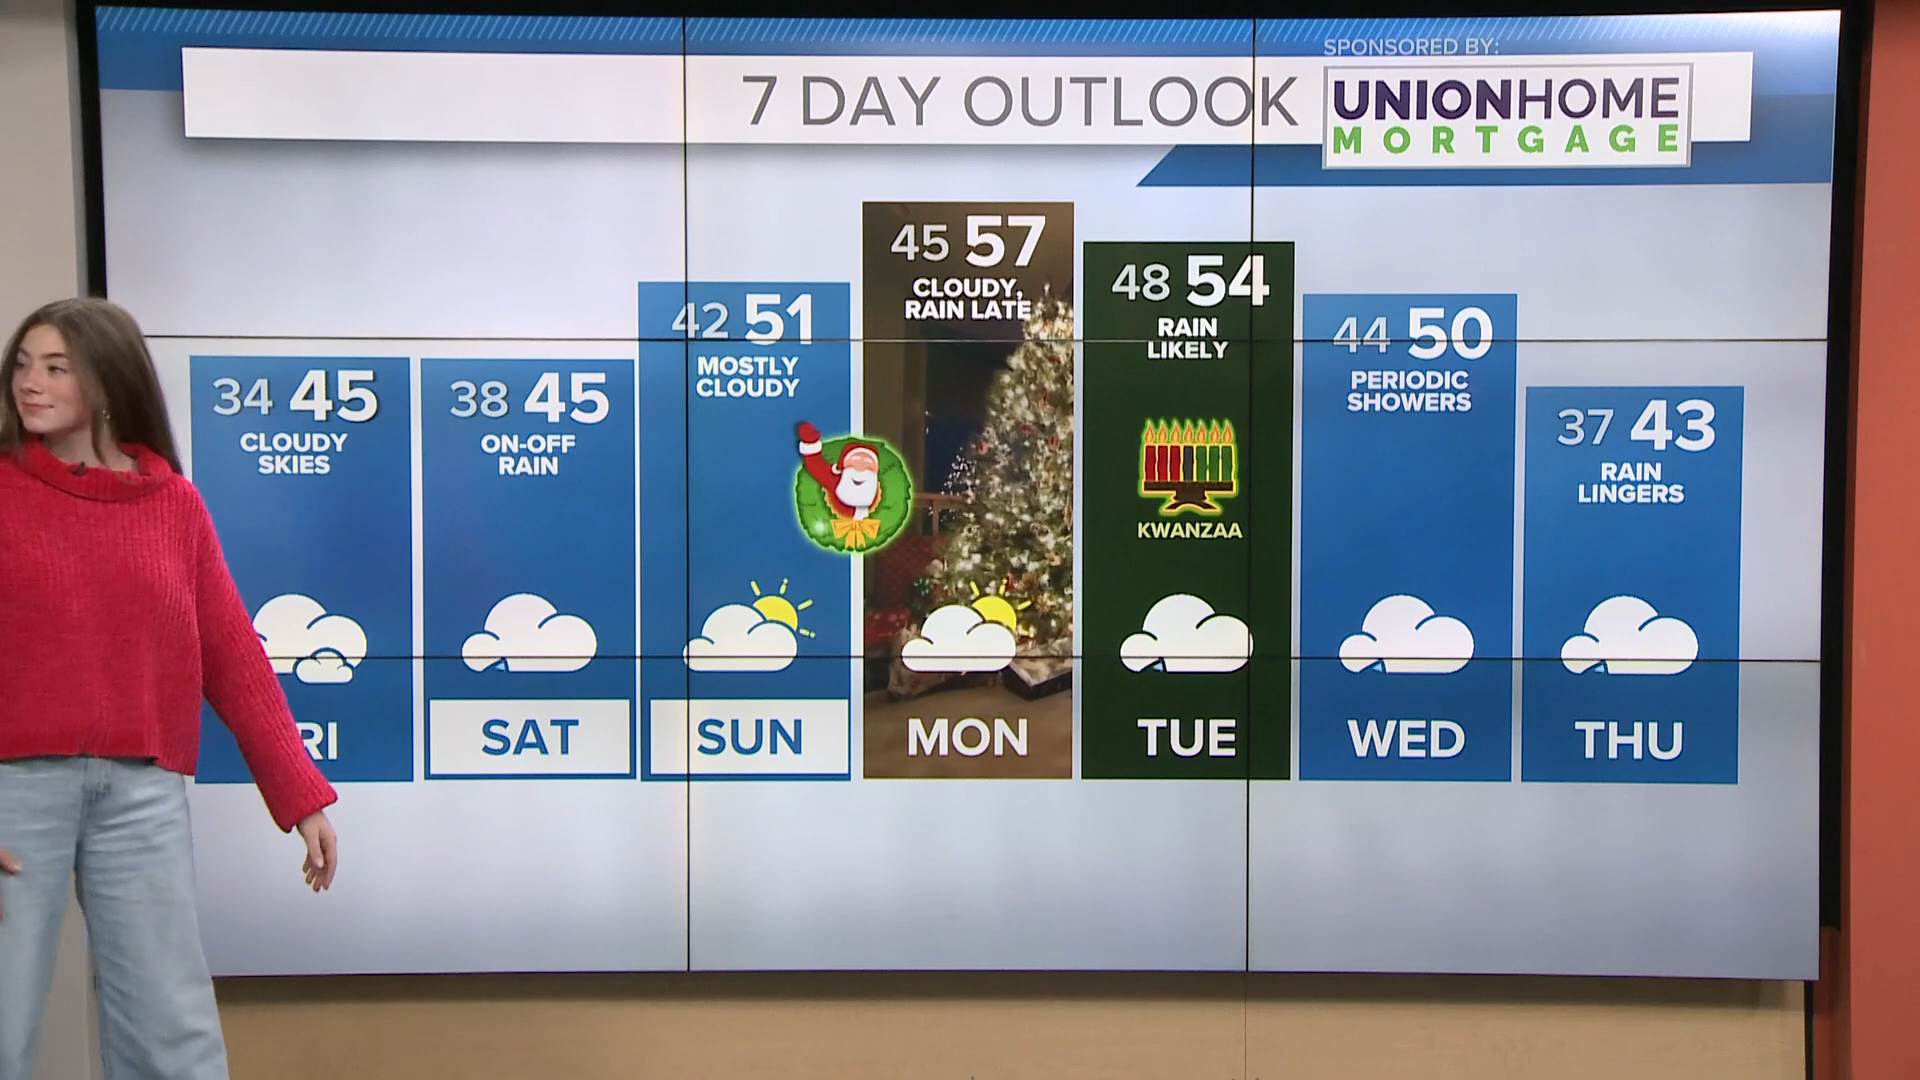 SPONSORED BY:
7 DAY OUTLOOK
UNIONHOME
MORTGAGE
34 45
CLOUDY
SKIES
RI
38 45
ON-OFF
RAIN
SAT
42 51
MOSTLY
CLOUDY
SUN
45 57
CLOUDY,
RAIN LATE
MON
48 54
RAIN
LIKELY
KWANZAA
TUE
44 50
PERIODIC
SHOWERS
WED
37 43
RAIN
LINGERS
THU